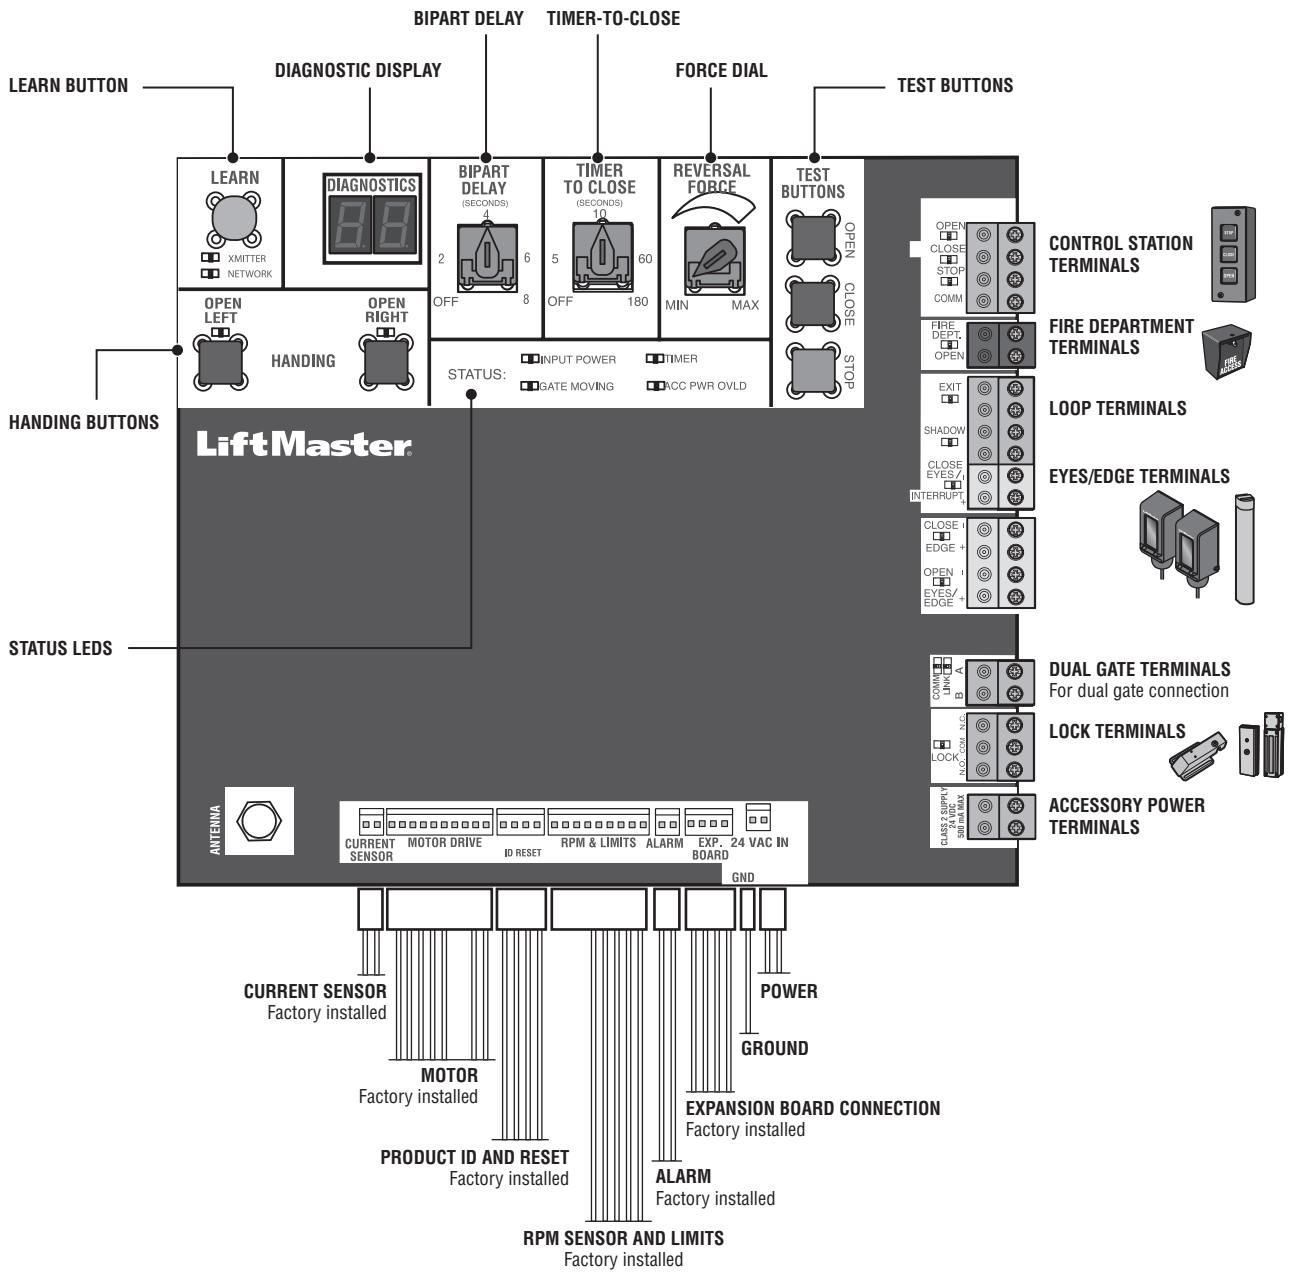 BIPART DELAY
TIMER-TO-CLOSE
DIAGNOSTIC DISPLAY
FORCE DIAL
LEARN BUTTON
TEST BUTTONS
LEARN
XMITTER
NETWORK
DIAGNOSTICS
88
BIPART
DELAY
(SECONDS)
4
2
6
OFF
8
TIMER
TO CLOSE
(SECONDS)
10
5
60
OFF
180
REVERSAL
FORCE
MIN
MAX
TEST
BUTTONS
OPEN
CLOSE
STOP
OPEN
LEFT
OPEN
RIGHT
HANDING
STATUS:
INPUT POWER
TIMER
GATE MOVING
ACC PWR OVLD
HANDING BUTTONS
LiftMaster
STATUS LEDS
OPEN
CLOSE
STOP
COMM
CONTROL STATION
TERMINALS
STOP
CLOSE
OPEN
FIRE
DEPT.
OPEN
FIRE DEPARTMENT
TERMINALS
FIRE
ACCESS
EXIT
SHADOW
LOOP TERMINALS
CLOSE
EYES/ -
INTERRUPT +
EYES/EDGE TERMINALS
CLOSE -
EDGE +
OPEN -
EYES/
EDGE +
COMM
LINK
A
B
DUAL GATE TERMINALS
For dual gate connection
LOCK
N.C.
COM
N.O.
LOCK TERMINALS
CLASS 2 SUPPLY
24 VDC
500 mA MAX
ACCESSORY POWER
TERMINALS
ANTENNA
CURRENT
SENSOR
MOTOR DRIVE
ID RESET
RPM & LIMITS
ALARM
EXP.
BOARD
24 VAC IN
GND
CURRENT SENSOR
Factory installed
POWER
GROUND
MOTOR
Factory installed
EXPANSION BOARD CONNECTION
Factory installed
PRODUCT ID AND RESET
Factory installed
ALARM
Factory installed
RPM SENSOR AND LIMITS
Factory installed